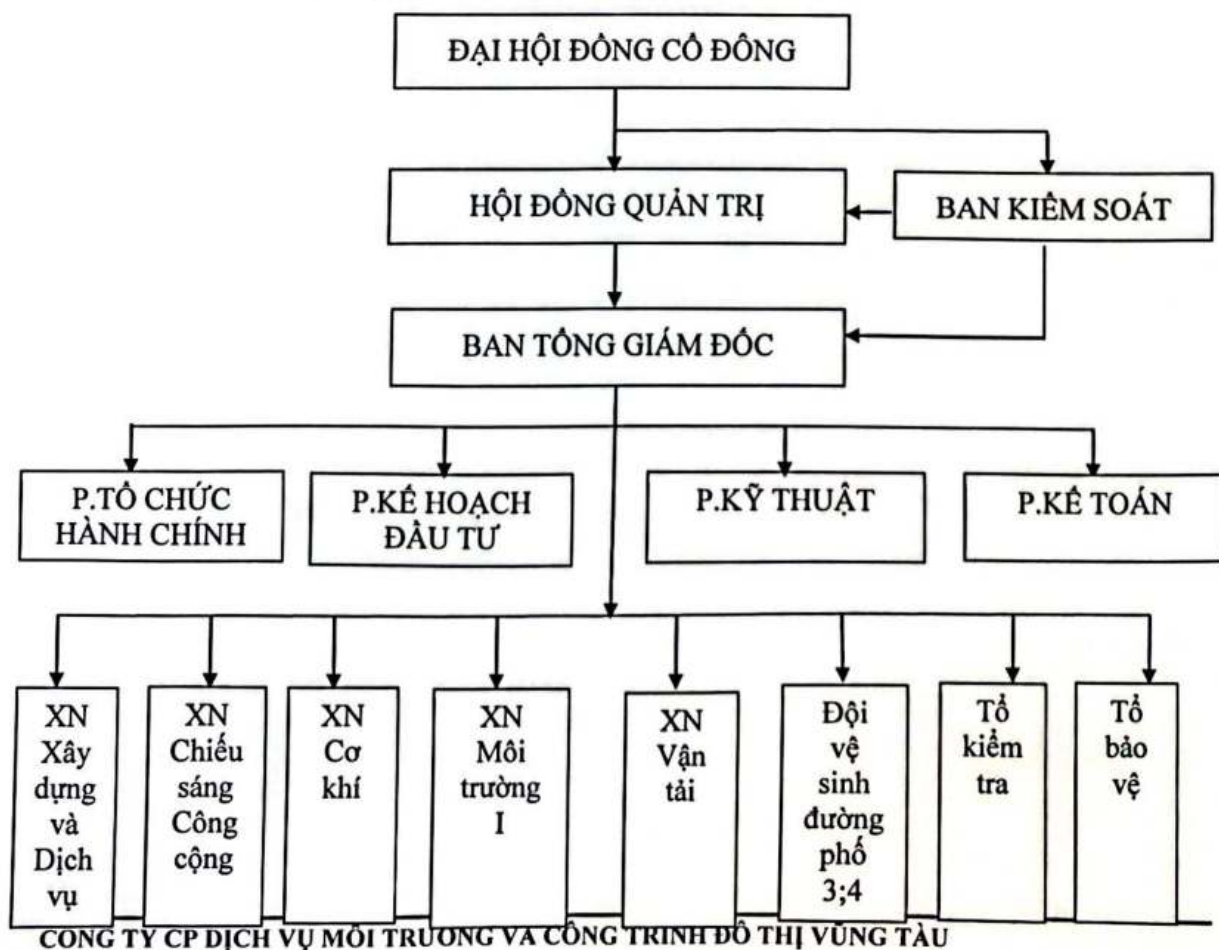 ĐẠI HỘI ĐỒNG CỔ ĐÔNG
HỘI ĐỒNG QUẢN TRỊ
BAN KIỂM SOÁT
BAN TỔNG GIÁM ĐỐC
P.TỔ CHỨC
HÀNH CHÍNH
P.KẾ HOẠCH
ĐẦU TƯ
P.KỸ THUẬT
P.KẾ TOÁN
XN
Xây
dựng
và
Dịch
vụ
XN
Chiếu
sáng
Công
cộng
XN
Cơ
khí
XN
Môi
trường
I
XN
Vận
tải
Đội
vệ
sinh
đường
phố
3;4
Tổ
kiểm
tra
Tổ
bảo
vệ
CÔNG TY CP DỊCH VỤ MÔI TRƯỜNG VÀ CÔNG TRÌNH ĐÔ THỊ VŨNG TÀU